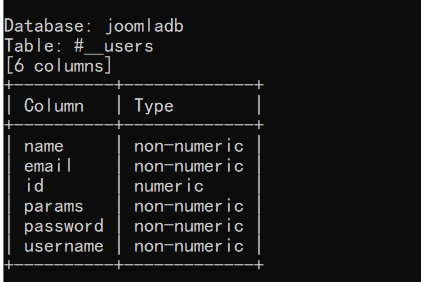 Database: joomladb
Table: #__users
[6 columns]
+----------+-------------+
| Column   | Type        |
+----------+-------------+
| name     | non-numeric |
| email    | non-numeric |
| id       | numeric     |
| params   | non-numeric |
| password | non-numeric |
| username | non-numeric |
+----------+-------------+